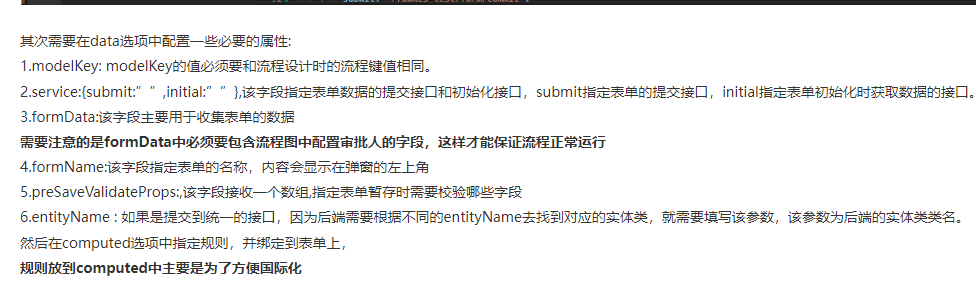 其次需要在data选项中配置一些必要的属性:
1.modelKey: modelKey的值必须要和流程设计时的流程键值相同。
2.service:{submit:””,initial:””},该字段指定表单数据的提交接口和初始化接口，submit指定表单的提交接口，initial指定表单初始化时获取数据的接口。
3.formData:该字段主要用于收集表单的数据
需要注意的是formData中必须要包含流程图中配置审批人的字段，这样才能保证流程正常运行
4.formName:该字段指定表单的名称，内容会显示在弹窗的左上角
5.preSaveValidateProps:,该字段接收一个数组,指定表单暂存时需要校验哪些字段
6.entityName : 如果是提交到统一的接口，因为后端需要根据不同的entityName去找到对应的实体类，就需要填写该参数，该参数为后端的实体类类名。
然后在computed选项中指定规则，并绑定到表单上，
规则放到computed中主要是为了方便国际化